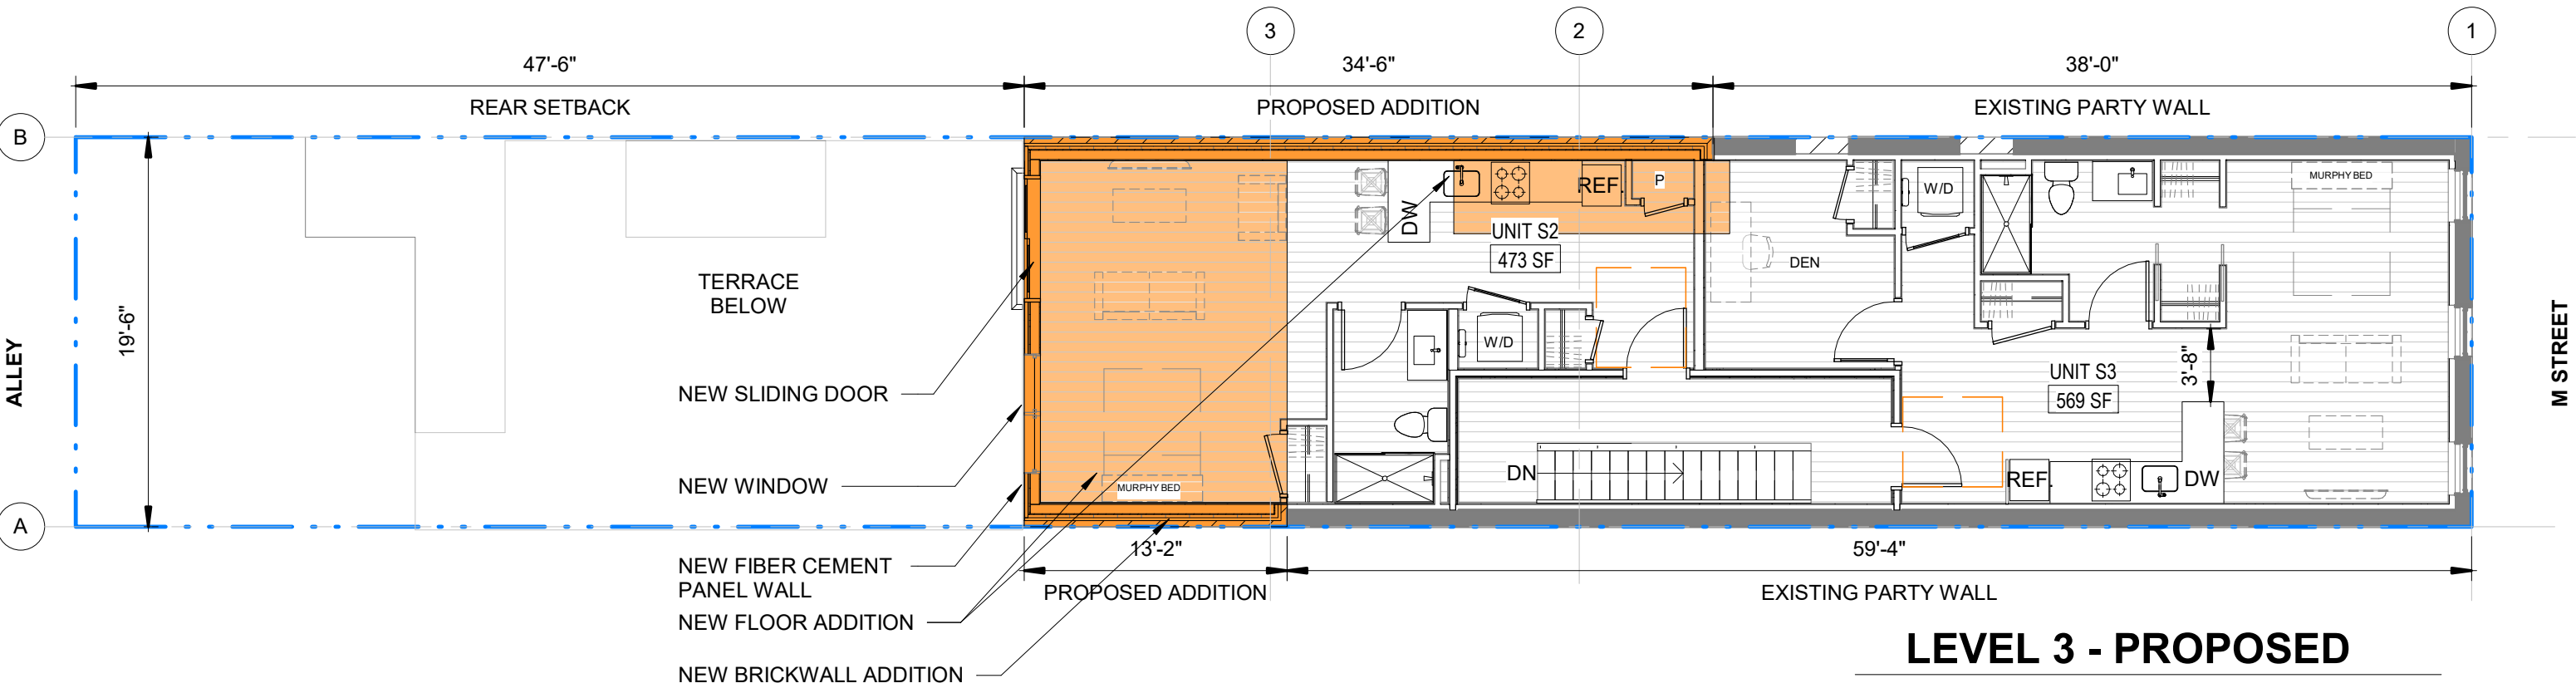 3
2
1
47'-6"
34'-6"
38'-0"
REAR SETBACK
PROPOSED ADDITION
EXISTING PARTY WALL
B
REF.
P
W/D
MURPHY BED
DW
UNIT S2
473 SF
DEN
TERRACE
BELOW
19'-6"
ALLEY
W/D
M STREET
3'-8"
UNIT S3
569 SF
NEW SLIDING DOOR
NEW WINDOW
MURPHY BED
DN
REF.
DW
A
13'-2"
59'-4"
NEW FIBER CEMENT
PANEL WALL
PROPOSED ADDITION
EXISTING PARTY WALL
NEW FLOOR ADDITION
NEW BRICKWALL ADDITION
LEVEL 3 - PROPOSED